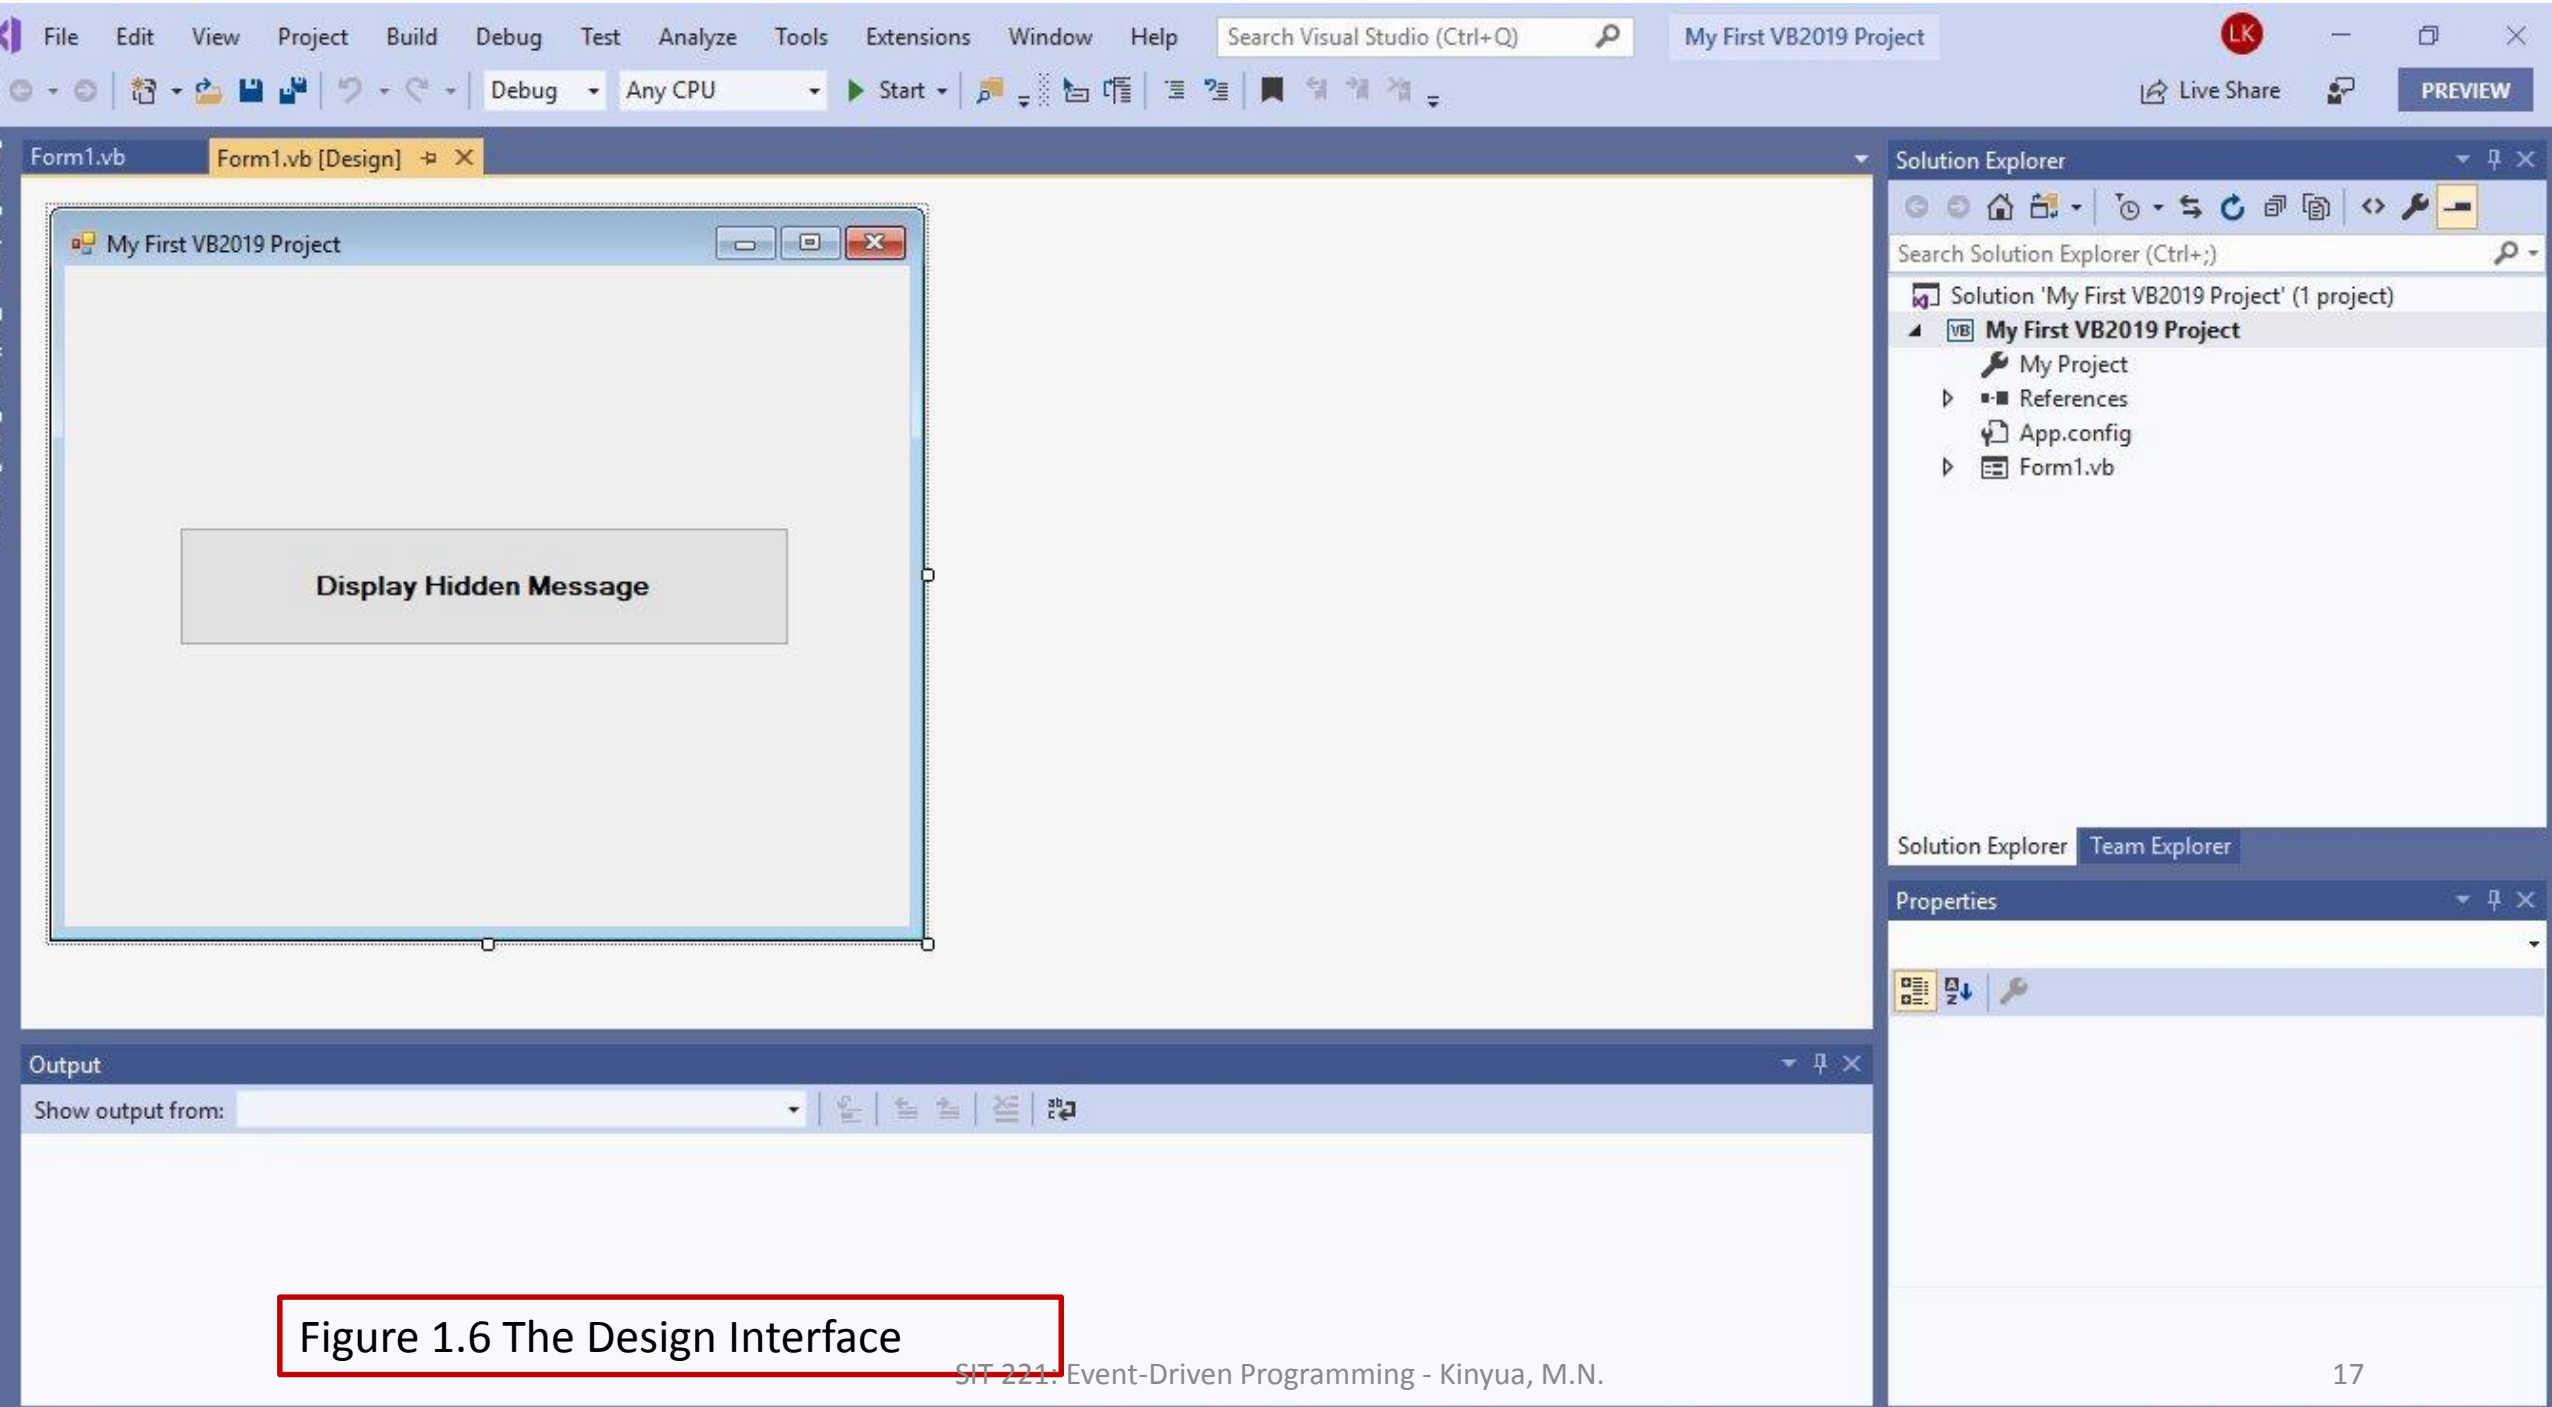 File Edit View Project Build Debug Test Analyze Tools Extensions Window Help Search Visual Studio (Ctrl+Q) My First VB2019 Project LK
Debug Any CPU Start Live Share PREVIEW
Form1.vb Form1.vb [Design]
My First VB2019 Project
Display Hidden Message
Solution Explorer
Search Solution Explorer (Ctrl+;)
Solution 'My First VB2019 Project' (1 project)
VB My First VB2019 Project
My Project
References
App.config
Form1.vb
Solution Explorer Team Explorer
Properties
Output
Show output from:
Figure 1.6 The Design Interface
SIT 221: Event-Driven Programming - Kinyua, M.N. 17